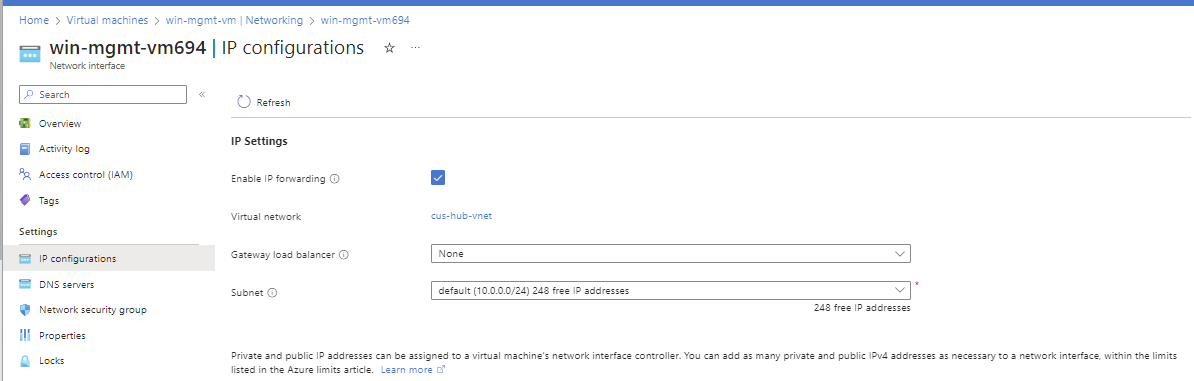 Home > Virtual machines > win-mgmt-vm | Networking > win-mgmt-vm694
win-mgmt-vm694 | IP configurations ☆ ...
Network interface
Search «
Refresh
Overview
Activity log
Access control (IAM)
Tags
Settings
IP configurations
DNS servers
Network security group
Properties
Locks
IP Settings
Enable IP forwarding
Virtual network cus-hub-vnet
Gateway load balancer None
Subnet default (10.0.0.0/24) 248 free IP addresses *
248 free IP addresses
Private and public IP addresses can be assigned to a virtual machine's network interface controller. You can add as many private and public IPv4 addresses as necessary to a network interface, within the limits
listed in the Azure limits article. Learn more